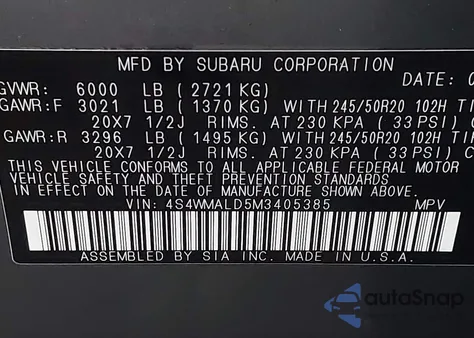 MFD BY SUBARU CORPORATION
DATE: 0
GVWR: 6000 LB (2721 KG)
GAWR:F 3021 LB (1370 KG) WITH 245/50R20 102H TI
20X7 1/2J RIMS. AT 230 KPA (33 PSI) C
GAWR:R 3296 LB (1495 KG) WITH 245/50R20 102H TI
20X7 1/2J RIMS. AT 230 KPA (33 PSI) C
THIS VEHICLE CONFORMS TO ALL APPLICABLE FEDERAL
VEHICLE SAFETY AND THEFT PREVENTION STANDARDS
IN EFFECT ON THE DATE OF MANUFACTURE SHOWN ABOVE.
VIN: 4S4WMALD5M3405385 MPV
ASSEMBLED BY SIA INC. MADE IN U.S.A.
autoSnap